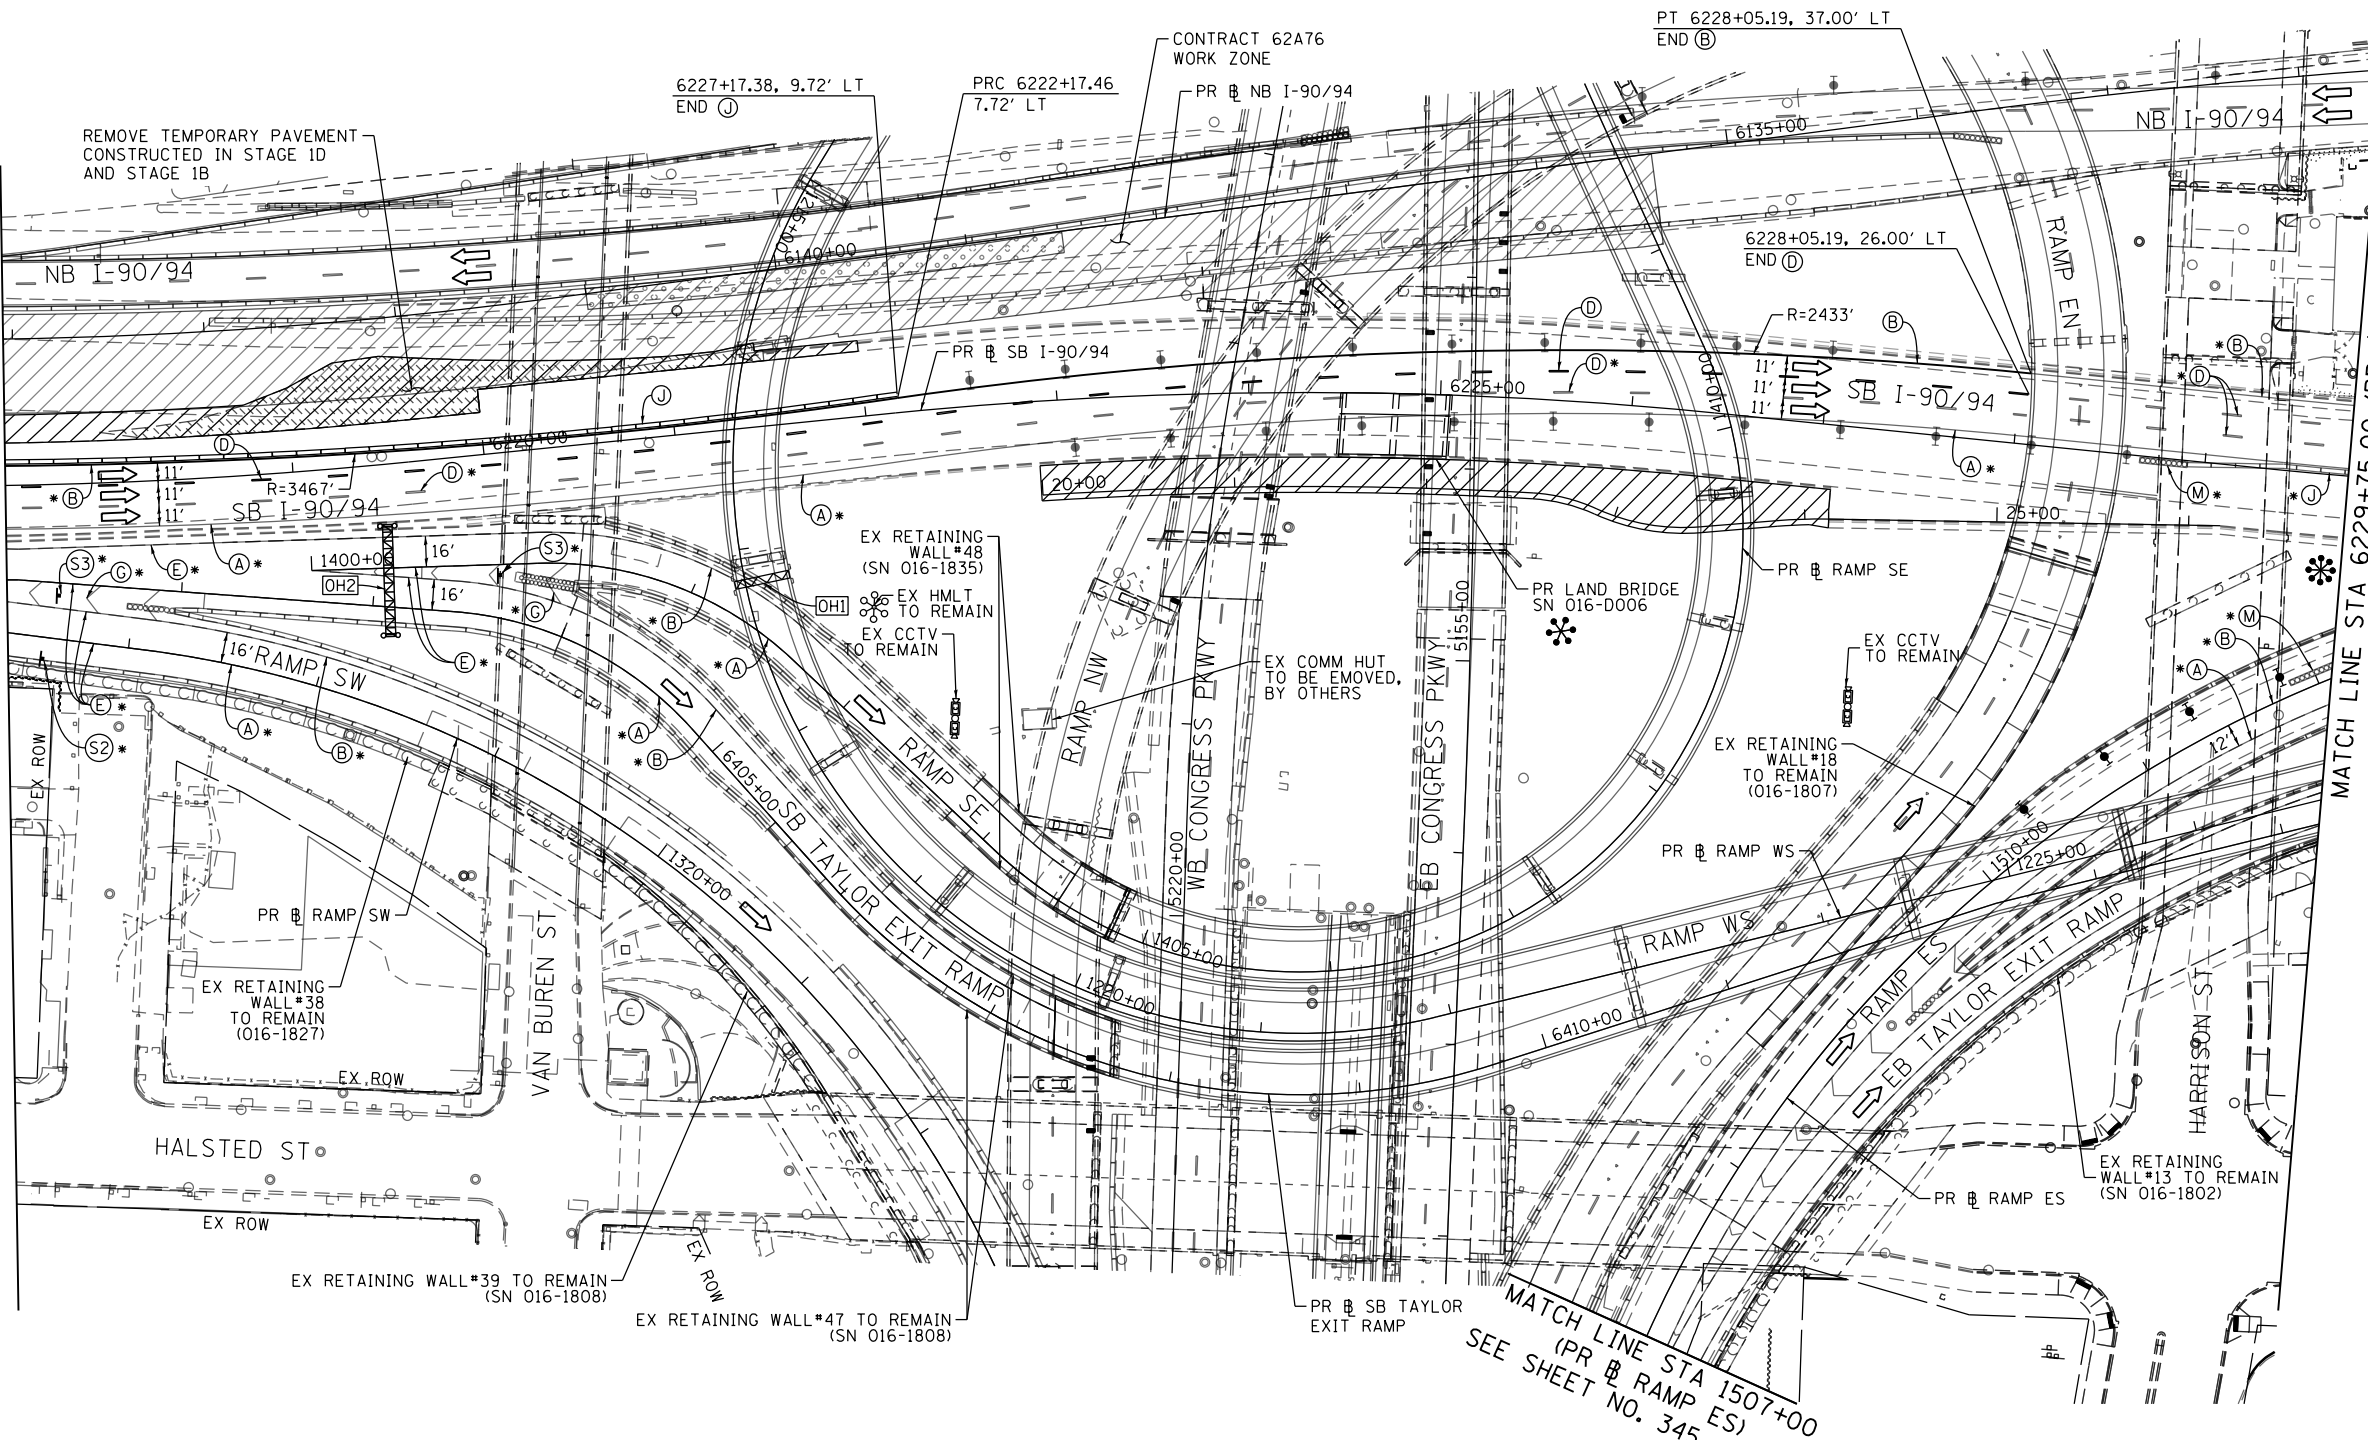 PT 6228+05.19, 37.00' LT
END Ⓑ
CONTRACT 62A76
WORK ZONE
PR ℄ NB I-90/94
6227+17.38, 9.72' LT
END Ⓙ
PRC 6222+17.46
7.72' LT
REMOVE TEMPORARY PAVEMENT
CONSTRUCTED IN STAGE 1D
AND STAGE 1B
NB I-90/94
6135+00
NB I-90/94
6140+00
6228+05.19, 26.00' LT
END Ⓓ
RAMP EN
R=2433'
Ⓑ
Ⓓ
Ⓓ*
*Ⓑ
*Ⓓ
PR ℄ SB I-90/94
6225+00
1410+00
11'
11'
11'
SB I-90/94
Ⓙ
6220+00
Ⓓ
Ⓓ*
R=3467'
*Ⓑ
11'
11'
11'
SB I-90/94
Ⓐ*
Ⓐ*
Ⓜ*
*Ⓙ
20+00
25+00
MATCH LINE STA 6229+75.00
S3*
Ⓖ*
Ⓔ*
Ⓐ*
1400+00
OH2
16'
16'
S3*
*Ⓖ
*Ⓑ
*Ⓐ
Ⓔ*
OH1
EX HMLT
TO REMAIN
EX CCTV
TO REMAIN
EX RETAINING
WALL#48
(SN 016-1835)
PR ℄ RAMP SE
PR LAND BRIDGE
SN 016-D006
5155+00
EX CCTV
TO REMAIN
*Ⓜ
*Ⓑ
*Ⓐ
12'
EX COMM HUT
TO BE EMOVED,
BY OTHERS
16'
RAMP SW
Ⓔ*
S2*
Ⓐ*
Ⓑ*
*Ⓐ
*Ⓑ
EX ROW
RAMP SE
RAMP NW
WB CONGRESS PKWY
EB CONGRESS PKWY
5220+00
EX RETAINING
WALL#18
TO REMAIN
(016-1807)
6405+00
SB TAYLOR EXIT RAMP
1320+00
PR ℄ RAMP WS
1510+00
1225+00
PR ℄ RAMP SW
1405+00
1220+00
RAMP WS
6410+00
RAMP ES
EB TAYLOR EXIT RAMP
EX RETAINING
WALL#38
TO REMAIN
(016-1827)
VAN BUREN ST
HARRISON ST
EX ROW
HALSTED ST
EX ROW
EX ROW
EX RETAINING
WALL#13 TO REMAIN
(SN 016-1802)
PR ℄ RAMP ES
EX RETAINING WALL#39 TO REMAIN
(SN 016-1808)
EX RETAINING WALL#47 TO REMAIN
(SN 016-1808)
PR ℄ SB TAYLOR
EXIT RAMP
MATCH LINE STA 1507+00
(PR ℄ RAMP ES)
SEE SHEET NO. 345